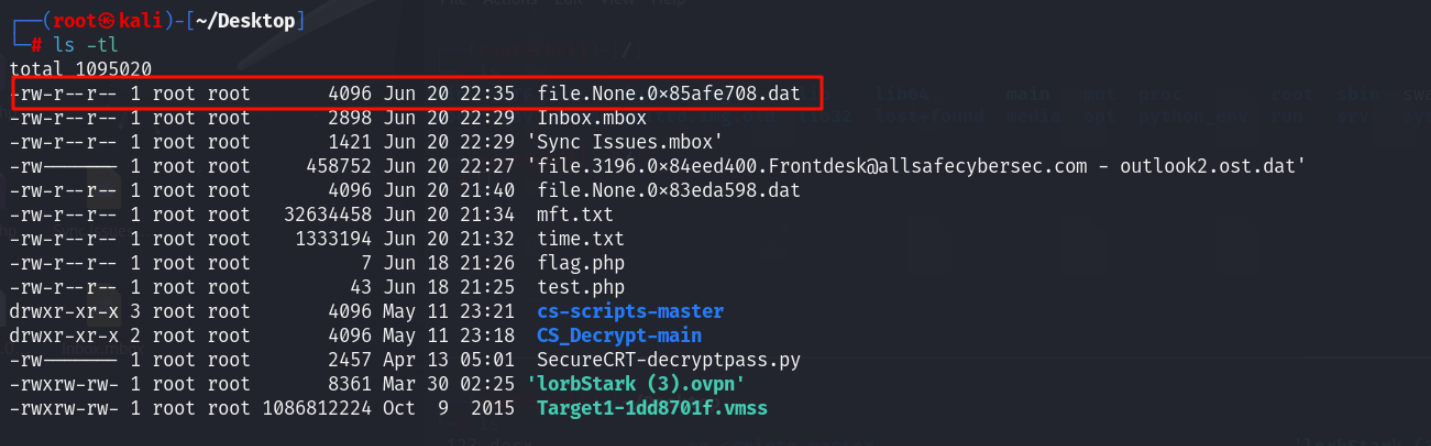 (root㉿kali)-[~/Desktop]
# ls -tl
total 1095020
-rw-r--r-- 1 root root 4096 Jun 20 22:35 file.None.0×85afe708.dat
-rw-r--r-- 1 root root 2898 Jun 20 22:29 Inbox.mbox
-rw-r--r-- 1 root root 1421 Jun 20 22:29 'Sync Issues.mbox'
-rw------- 1 root root 458752 Jun 20 22:27 'file.3196.0×84eed400.Frontdesk@allsafecybersec.com - outlook2.ost.dat'
-rw-r--r-- 1 root root 4096 Jun 20 21:40 file.None.0×83eda598.dat
-rw-r--r-- 1 root root 32634458 Jun 20 21:34 mft.txt
-rw-r--r-- 1 root root 1333194 Jun 20 21:32 time.txt
-rw-r--r-- 1 root root 7 Jun 18 21:26 flag.php
-rw-r--r-- 1 root root 43 Jun 18 21:25 test.php
drwxr-xr-x 3 root root 4096 May 11 23:21 cs-scripts-master
drwxr-xr-x 2 root root 4096 May 11 23:18 CS_Decrypt-main
-rw------- 1 root root 2457 Apr 13 05:01 SecureCRT-decryptpass.py
-rwxrw-rw- 1 root root 8361 Mar 30 02:25 'lorbStark (3).ovpn'
-rwxrw-rw- 1 root root 1086812224 Oct 9 2015 Target1-1dd8701f.vmss